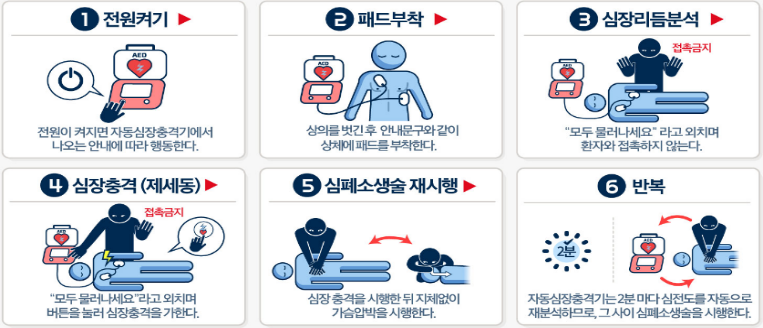 1 전원켜기
AED
전원이 켜지면 자동심장충격기에서
나오는 안내에 따라 행동한다.
2 패드부착
AED
상의를 벗긴 후 안내문구와 같이
상체에 패드를 부착한다.
3 심장리듬분석
접촉금지
AED
"모두 물러나세요" 라고 외치며
환자와 접촉하지 않는다.
4 심장충격 (제세동)
접촉금지
AED
"모두 물러나세요"라고 외치며
버튼을 눌러 심장충격을 가한다.
5 심폐소생술 재시행
심장 충격을 시행한 뒤 지체없이
가슴압박을 시행한다.
6 반복
2분
AED
자동심장충격기는 2분 마다 심전도를 자동으로
재분석하므로, 그 사이 심폐소생술을 시행한다.